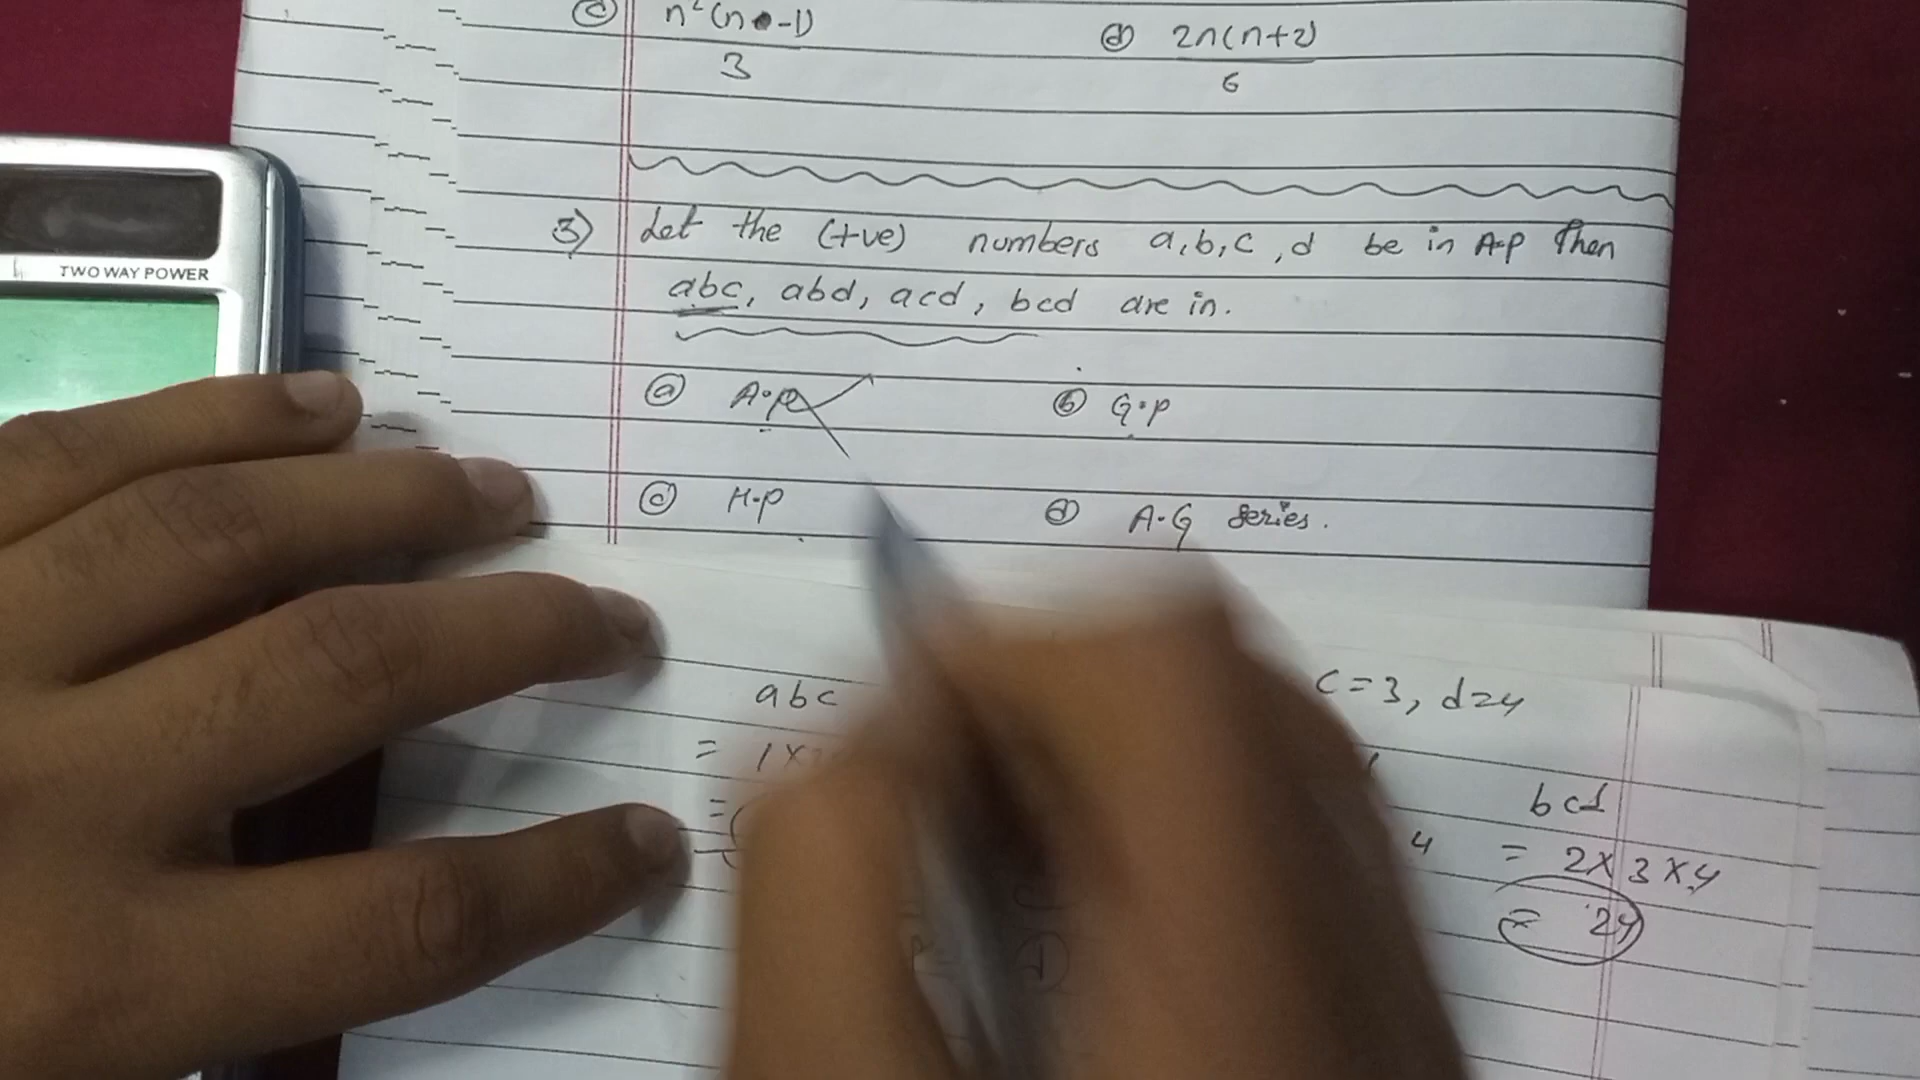 ⓒ n²(n-1)/3 ⓓ 2n(n+2)/6
TWO WAY POWER
3) Let the (+ve) numbers a,b,c,d be in A.P Then
abc, abd, acd, bcd are in.
ⓐ A.P ⓑ G.P
ⓒ H.P ⓓ A.G Series.
abc C=3, d=4
= 1×
bcd
4 = 2×3×4
= 24